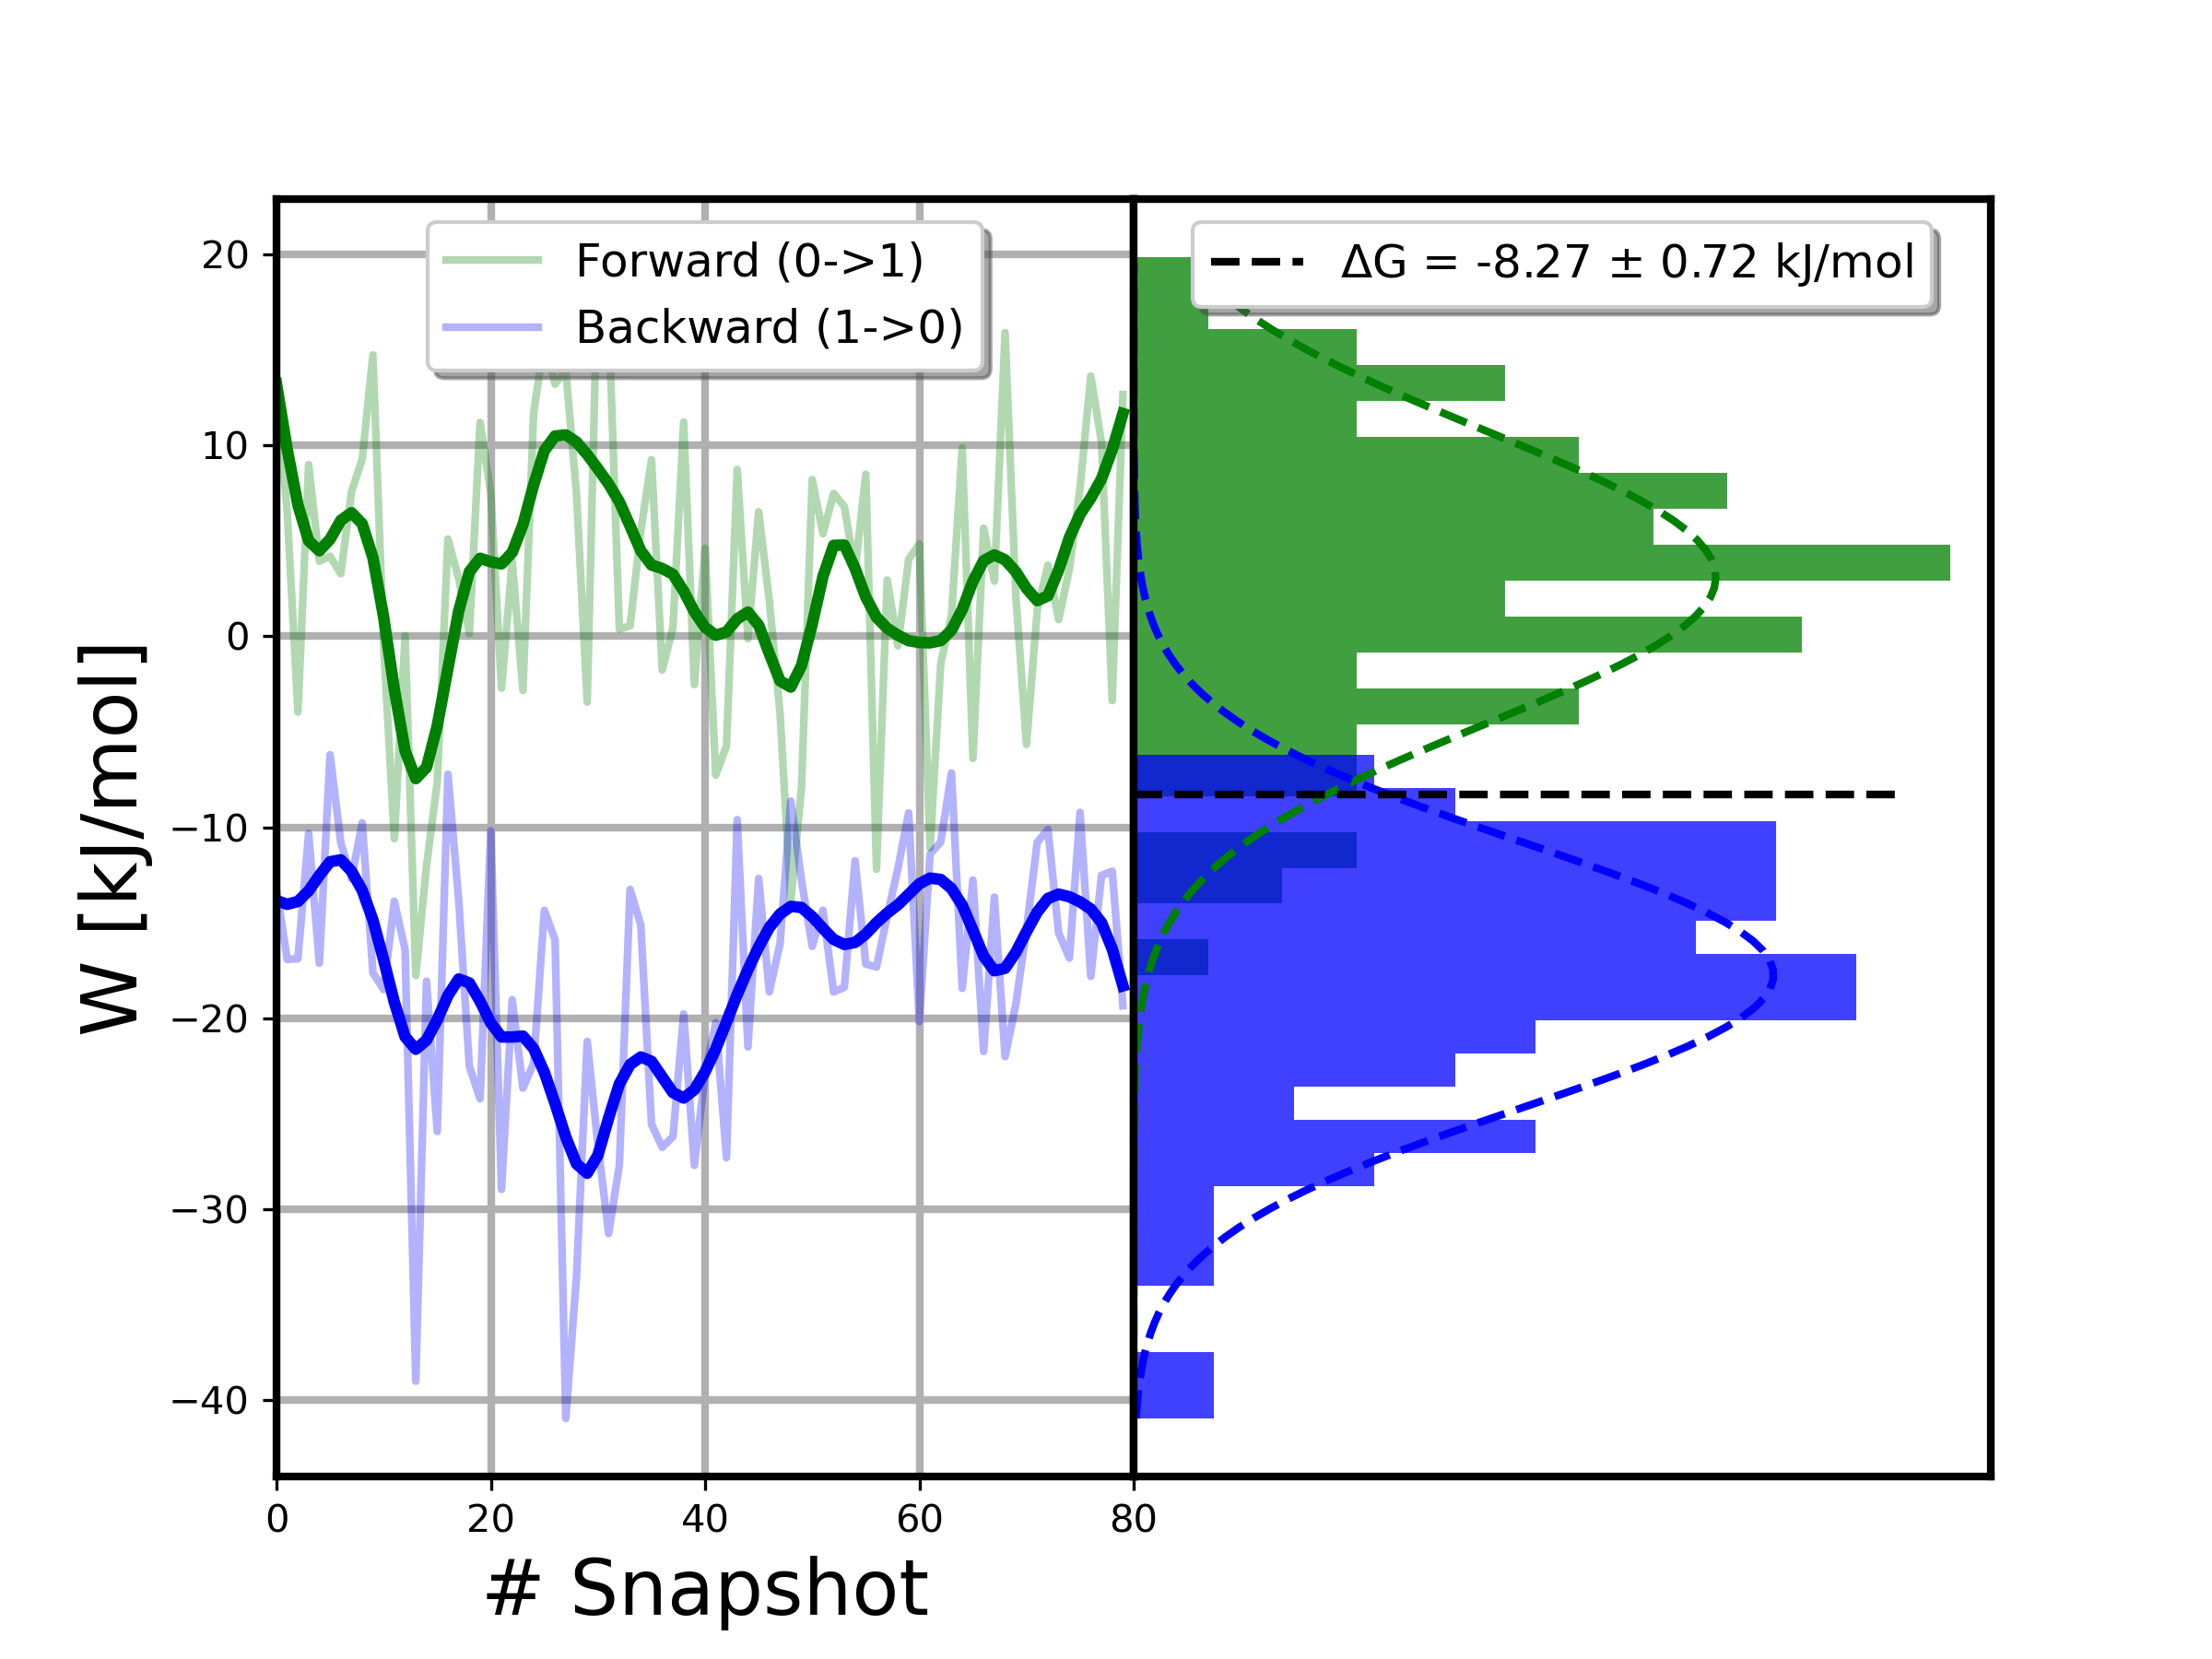 Forward (0->1)
Backward (1->0)
ΔG = -8.27 ± 0.72 kJ/mol
20
10
0
−10
−20
−30
−40
W [kJ/mol]
0
20
40
60
80
# Snapshot